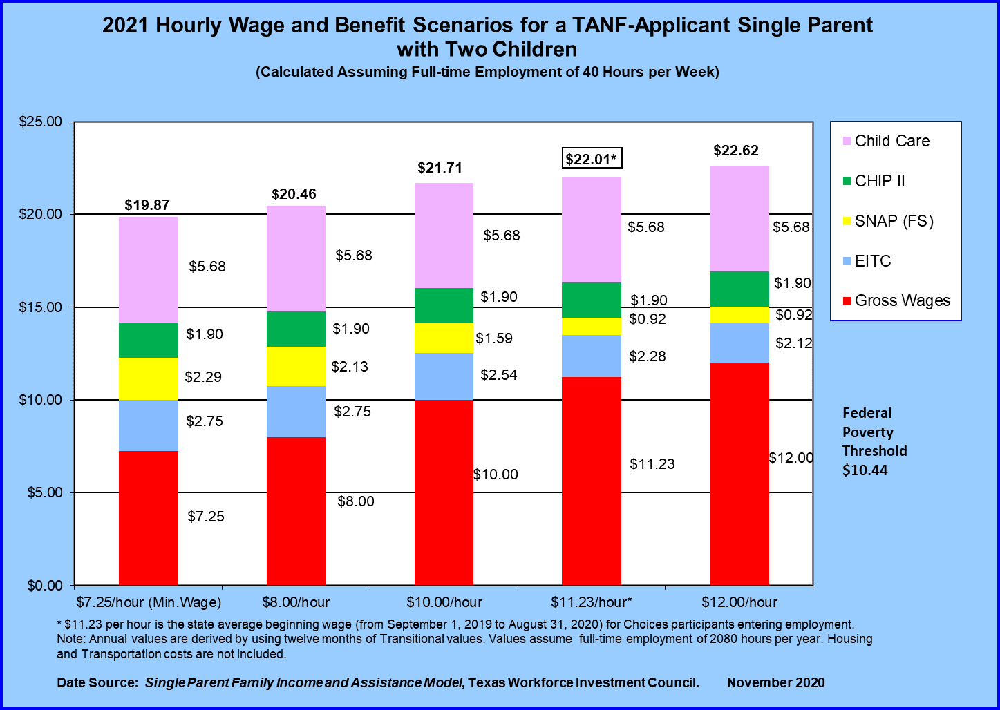 2021 Hourly Wage and Benefit Scenarios for a TANF-Applicant Single Parent
with Two Children
(Calculated Assuming Full-time Employment of 40 Hours per Week)
$25.00
$20.00
$15.00
$10.00
$5.00
$0.00
$19.87
$5.68
$1.90
$2.29
$2.75
$7.25
$20.46
$5.68
$1.90
$2.13
$2.75
$8.00
$21.71
$5.68
$1.90
$1.59
$2.54
$10.00
$22.01*
$5.68
$1.90
$0.92
$2.28
$11.23
$22.62
$5.68
$1.90
$0.92
$2.12
$12.00
$7.25/hour (Min.Wage)
$8.00/hour
$10.00/hour
$11.23/hour*
$12.00/hour
Child Care
CHIP II
SNAP (FS)
EITC
Gross Wages
Federal
Poverty
Threshold
$10.44
* $11.23 per hour is the state average beginning wage (from September 1, 2019 to August 31, 2020) for Choices participants entering employment.
Note: Annual values are derived by using twelve months of Transitional values. Values assume full-time employment of 2080 hours per year. Housing
and Transportation costs are not included.
Date Source: Single Parent Family Income and Assistance Model, Texas Workforce Investment Council. November 2020